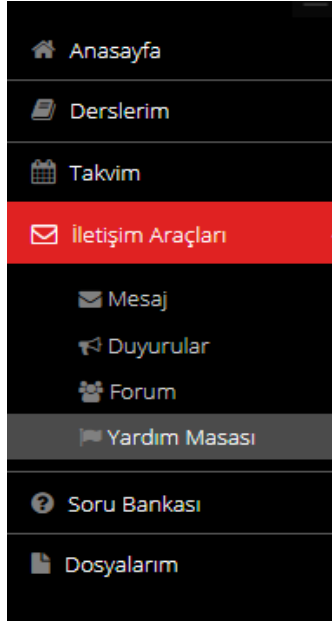 Anasayfa
Derslerim
Takvim
İletişim Araçları
Mesaj
Duyurular
Forum
Yardım Masası
Soru Bankası
Dosyalarım